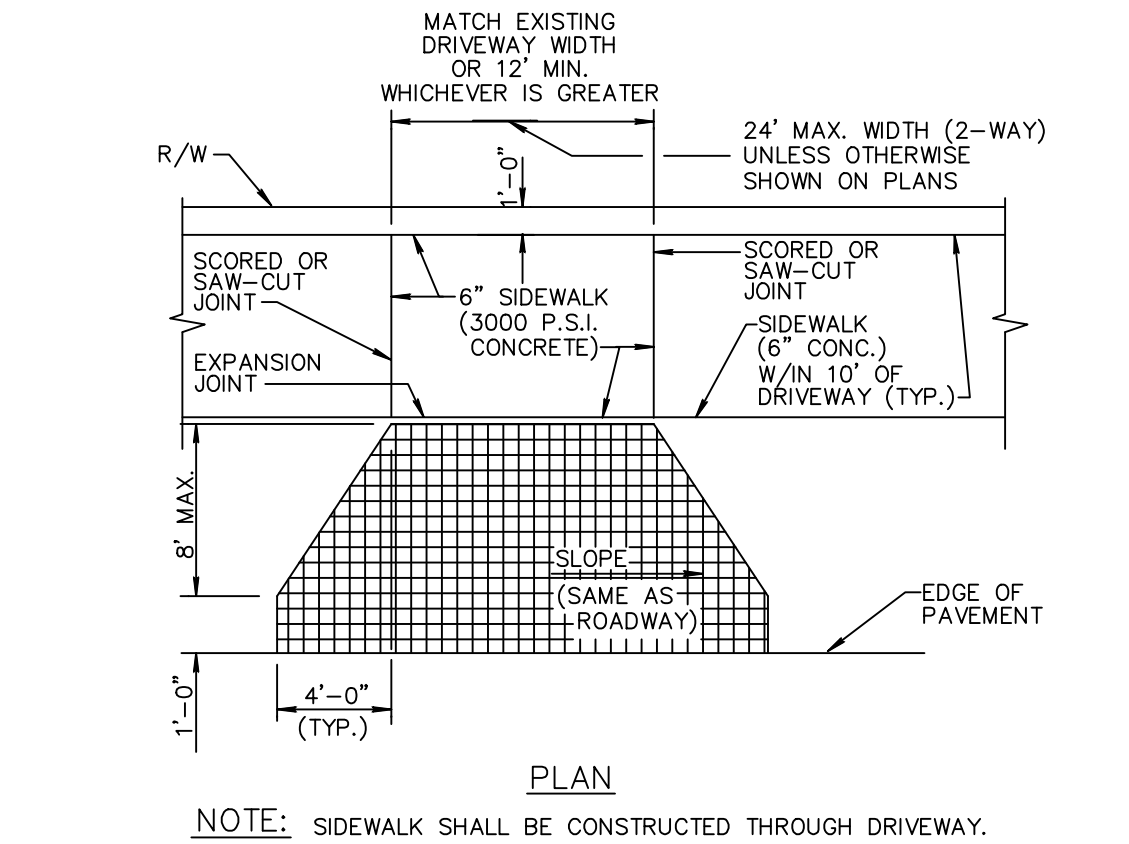 MATCH EXISTING
DRIVEWAY WIDTH
OR 12' MIN.
WHICHEVER IS GREATER
24' MAX. WIDTH (2-WAY)
UNLESS OTHERWISE
SHOWN ON PLANS
R/W
1'-0"
SCORED OR
SAW-CUT
JOINT
6" SIDEWALK
(3000 P.S.I.
CONCRETE)
SCORED OR
SAW-CUT
JOINT
SIDEWALK
(6" CONC.)
W/IN 10' OF
DRIVEWAY (TYP.)
EXPANSION
JOINT
8' MAX.
SLOPE
(SAME AS
ROADWAY)
EDGE OF
PAVEMENT
1'-0"
4'-0"
(TYP.)
PLAN
NOTE: SIDEWALK SHALL BE CONSTRUCTED THROUGH DRIVEWAY.